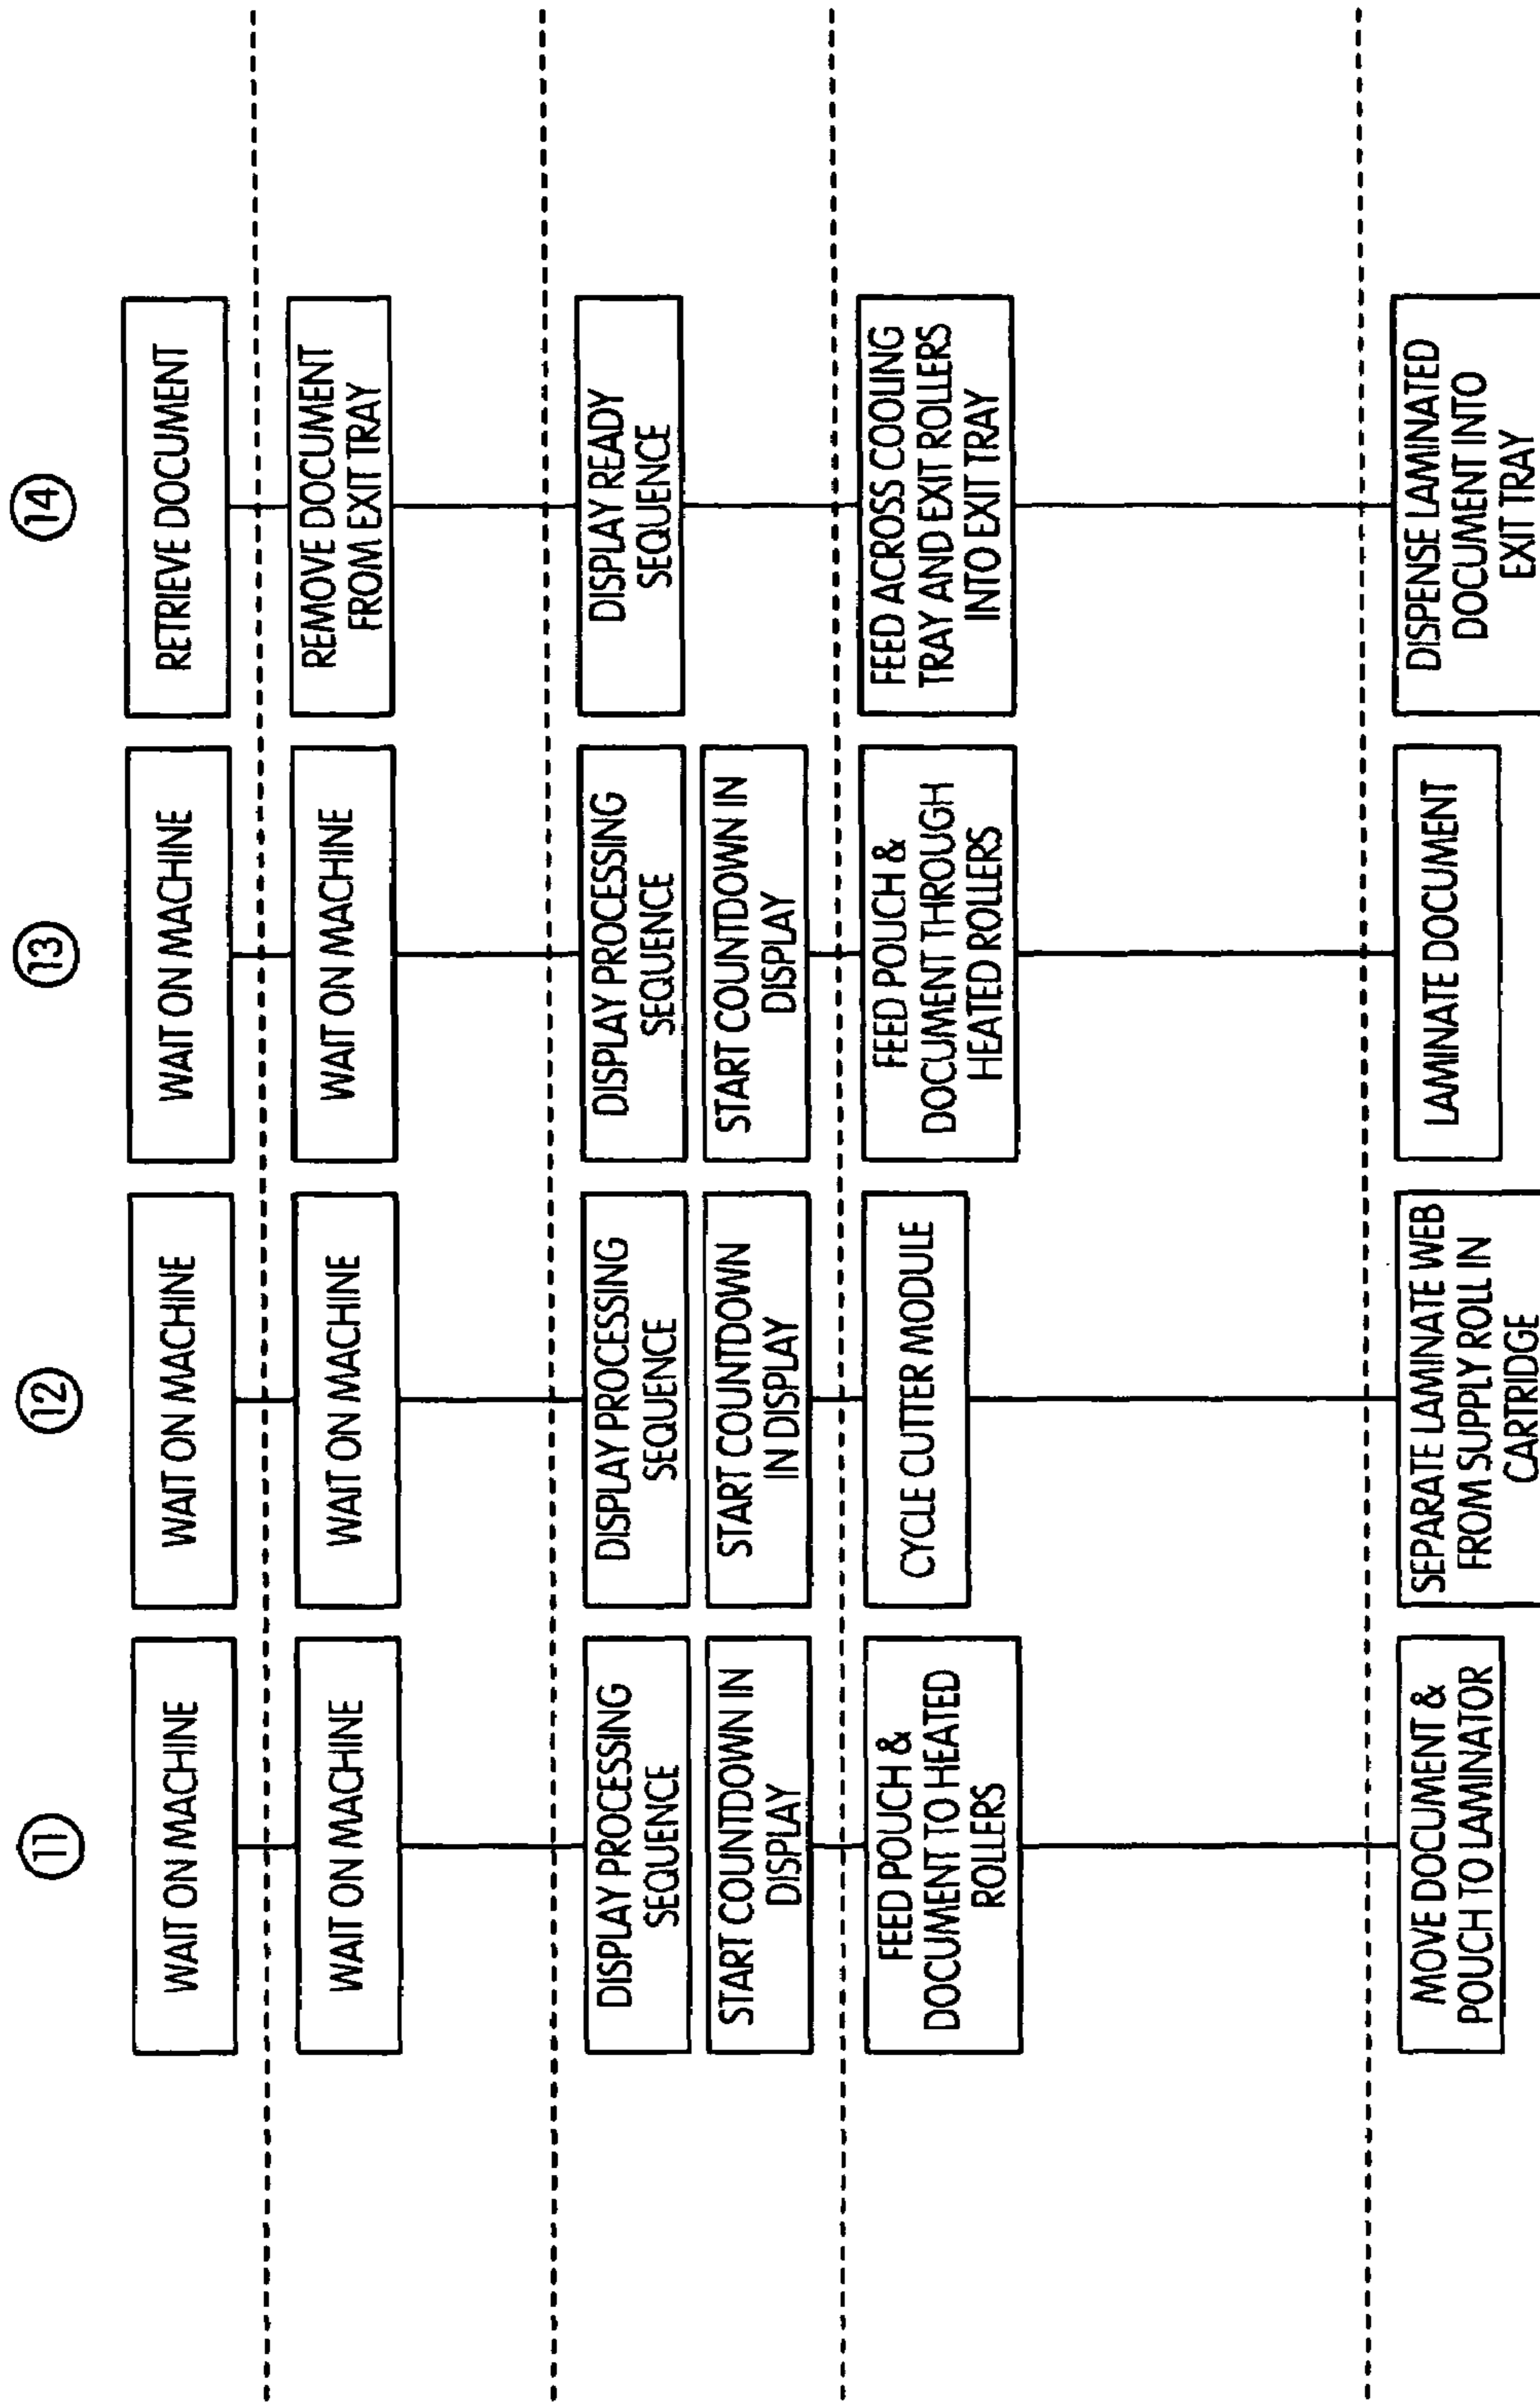 11
WAIT ON MACHINE
WAIT ON MACHINE
DISPLAY PROCESSING
SEQUENCE
START COUNTDOWN IN
DISPLAY
FEED POUCH &
DOCUMENT TO HEATED
ROLLERS
MOVE DOCUMENT &
POUCH TO LAMINATOR
12
WAIT ON MACHINE
WAIT ON MACHINE
DISPLAY PROCESSING
SEQUENCE
START COUNTDOWN
IN DISPLAY
CYCLE CUTTER MODULE
SEPARATE LAMINATE WEB
FROM SUPPLY ROLL IN
CARTRIDGE
13
WAIT ON MACHINE
WAIT ON MACHINE
DISPLAY PROCESSING
SEQUENCE
START COUNTDOWN IN
DISPLAY
FEED POUCH &
DOCUMENT THROUGH
HEATED ROLLERS
LAMINATE DOCUMENT
14
RETRIEVE DOCUMENT
REMOVE DOCUMENT
FROM EXIT TRAY
DISPLAY READY
SEQUENCE
FEED ACROSS COOLING
TRAY AND EXIT ROLLERS
INTO EXIT TRAY
DISPENSE LAMINATED
DOCUMENT INTO
EXIT TRAY